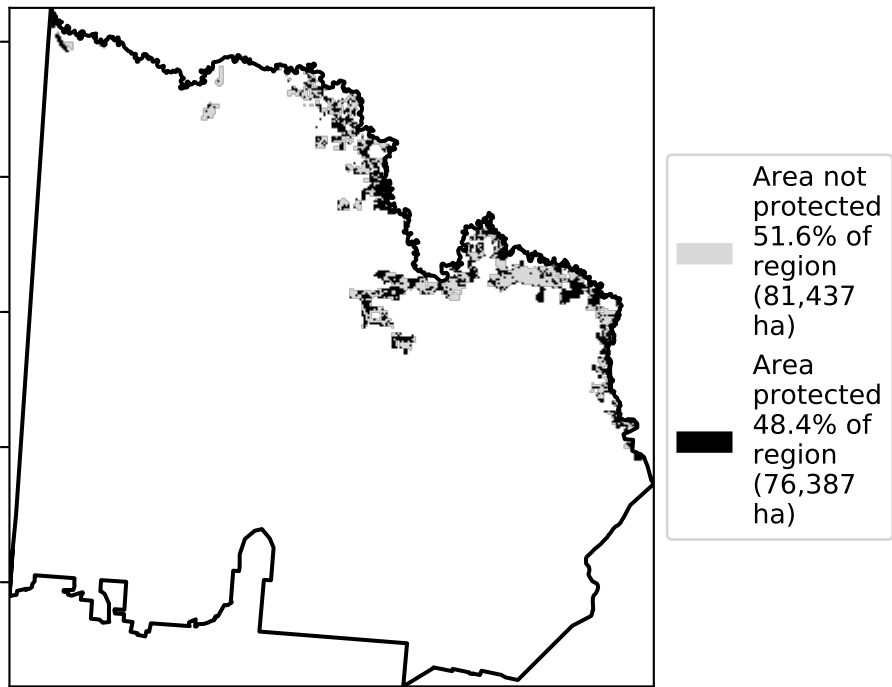 Area not
protected
51.6% of
region
(81,437
ha)
Area
protected
48.4% of
region
(76,387
ha)